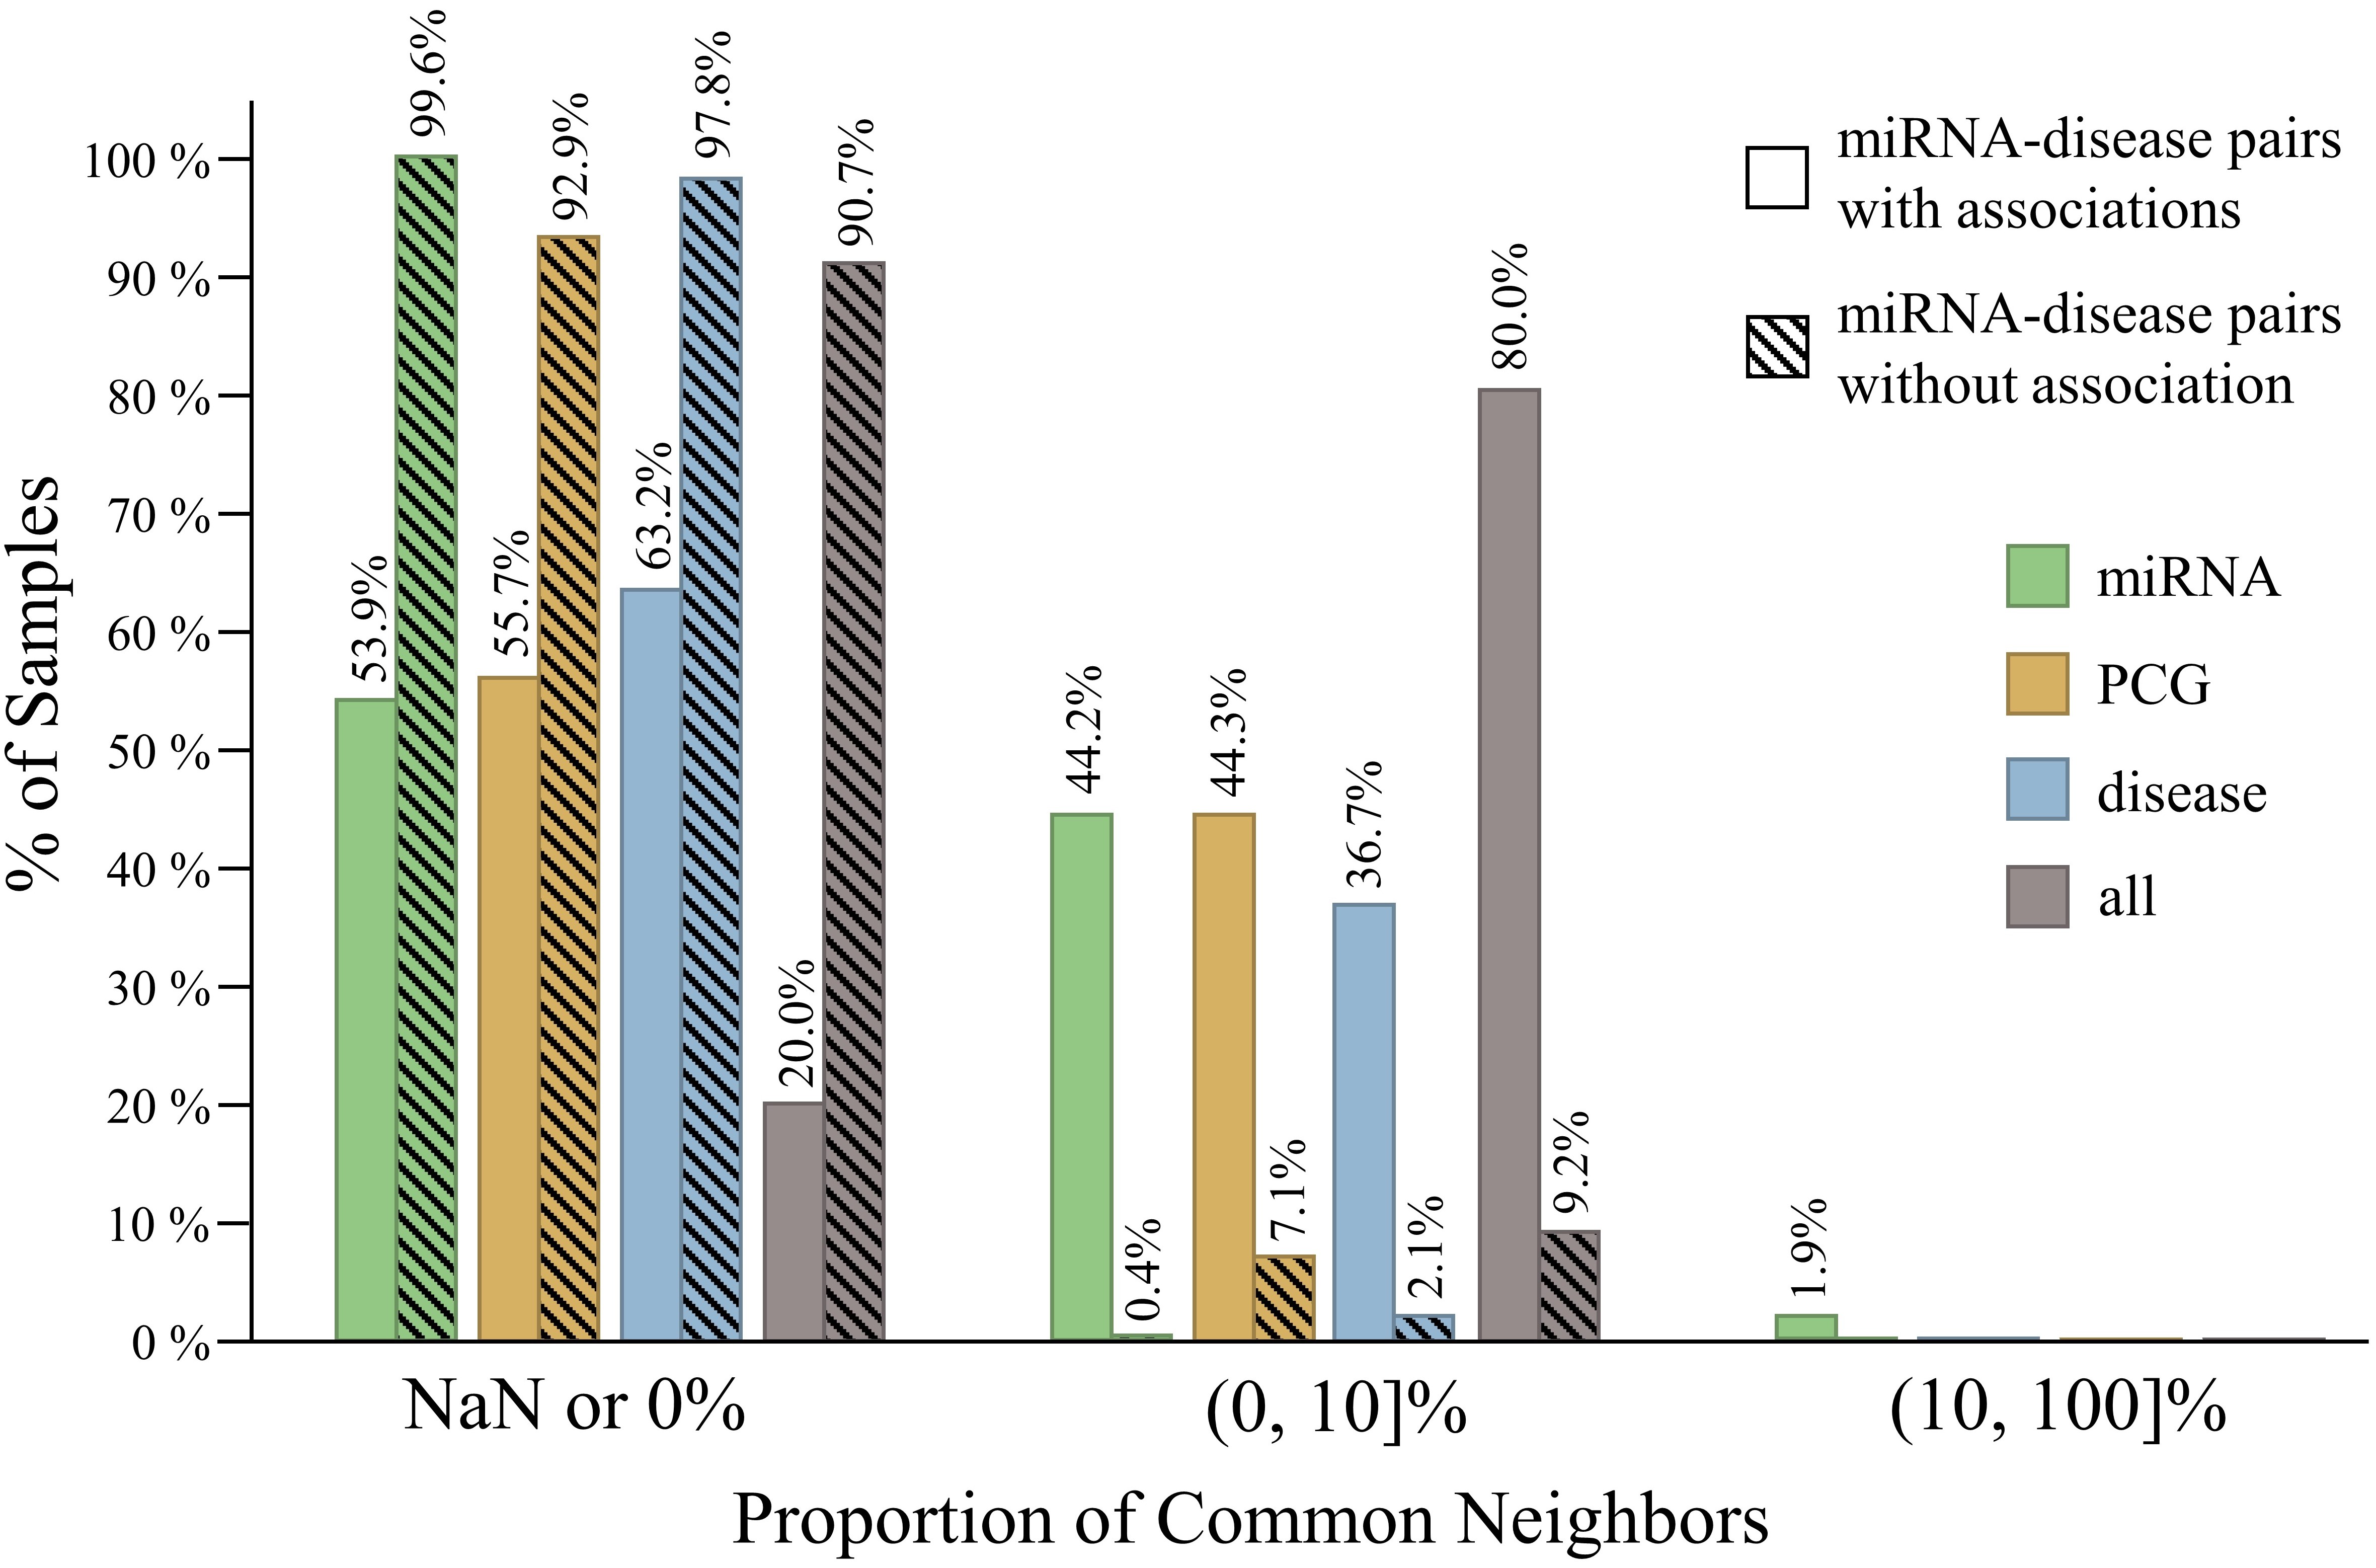 % of Samples
100 %
90 %
80 %
70 %
60 %
50 %
40 %
30 %
20 %
10 %
0 %
53.9%
99.6%
55.7%
92.9%
63.2%
97.8%
20.0%
90.7%
44.2%
0.4%
44.3%
7.1%
36.7%
2.1%
80.0%
9.2%
1.9%
miRNA-disease pairs
with associations
miRNA-disease pairs
without association
miRNA
PCG
disease
all
NaN or 0%
(0, 10]%
(10, 100]%
Proportion of Common Neighbors